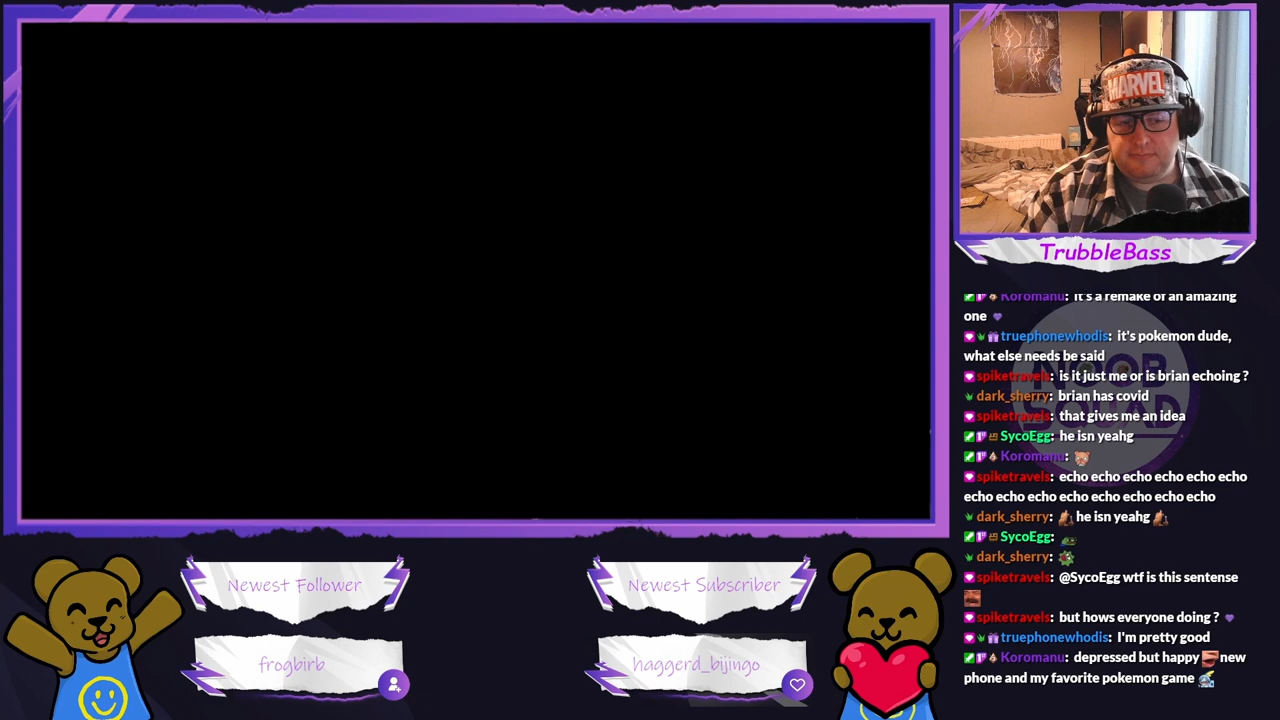 MARVEL
TrubbleBass
Koromanu: it's a remake of an amazing
one
truephonewhodis: it's pokemon dude,
what else needs be said
spiketravels: is it just me or is brian echoing ?
dark_sherry: brian has covid
spiketravels: that gives me an idea
SycoEgg: he isn yeahg
Koromanu:
spiketravels: echo echo echo echo echo echo
echo echo echo echo echo echo echo echo
dark_sherry: he isn yeahg
SycoEgg:
dark_sherry:
spiketravels: @SycoEgg wtf is this sentence
spiketravels: but hows everyone doing ?
truephonewhodis: I'm pretty good
Koromanu: depressed but happy new
phone and my favorite pokemon game
NOOB
SQUAD
Newest Follower
frogbirb
Newest Subscriber
haggerd_bijingo